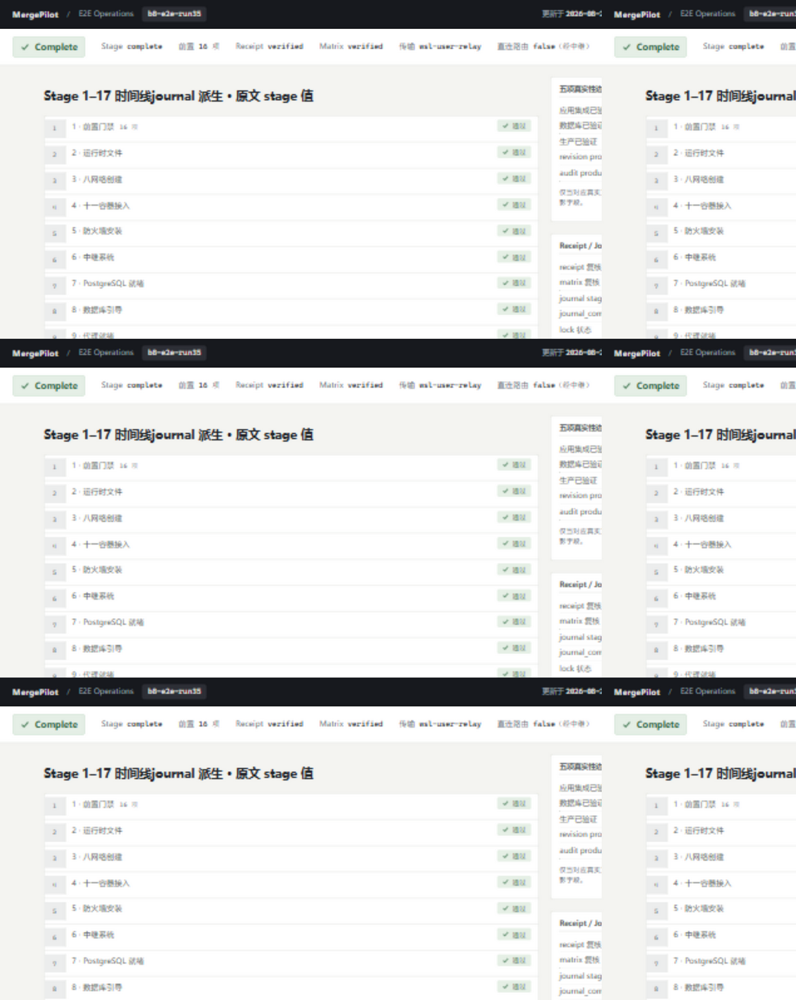 MergePilot / E2E Operations b8-e2e-run35 更新于 2026-08- MergePilot / E2E Operations b8-e2e-run3
✓ Complete Stage complete 前置 16 项 Receipt verified Matrix verified 传输 wsl-user-relay 直连路由 false（经中继） ✓ Complete Stage complete 前置
Stage 1–17 时间线journal 派生 • 原文 stage 值 五项真实性边 Stage 1–17 时间线journal
1 1 · 前置门禁 16 项 ✓ 通过 应用集成已验 1 1 · 前置门禁 16 项
数据库已验证
2 2 · 运行时文件 ✓ 通过 生产已验证 2 2 · 运行时文件
revision pro
3 3 · 八网络创建 ✓ 通过 audit produ 3 3 · 八网络创建
仅当对应真实
4 4 · 十一容器接入 ✓ 通过 影字段。 4 4 · 十一容器接入
5 5 · 防火墙安装 ✓ 通过 5 5 · 防火墙安装
Receipt / Jo
6 6 · 中继系统 ✓ 通过 receipt 复核 6 6 · 中继系统
7 7 · PostgreSQL 就绪 ✓ 通过 matrix 复核 7 7 · PostgreSQL 就绪
journal stag
8 8 · 数据库引导 ✓ 通过 journal_com 8 8 · 数据库引导
9 9 · 代理就绪 ✓ 通过 lock 状态 9 9 · 代理就绪
MergePilot / E2E Operations b8-e2e-run35 更新于 2026-08- MergePilot / E2E Operations b8-e2e-run3
✓ Complete Stage complete 前置 16 项 Receipt verified Matrix verified 传输 wsl-user-relay 直连路由 false（经中继） ✓ Complete Stage complete 前置
Stage 1–17 时间线journal 派生 • 原文 stage 值 五项真实性边 Stage 1–17 时间线journal
1 1 · 前置门禁 16 项 ✓ 通过 应用集成已验 1 1 · 前置门禁 16 项
数据库已验证
2 2 · 运行时文件 ✓ 通过 生产已验证 2 2 · 运行时文件
revision pro
3 3 · 八网络创建 ✓ 通过 audit produ 3 3 · 八网络创建
仅当对应真实
4 4 · 十一容器接入 ✓ 通过 影字段。 4 4 · 十一容器接入
5 5 · 防火墙安装 ✓ 通过 5 5 · 防火墙安装
Receipt / Jo
6 6 · 中继系统 ✓ 通过 receipt 复核 6 6 · 中继系统
7 7 · PostgreSQL 就绪 ✓ 通过 matrix 复核 7 7 · PostgreSQL 就绪
journal stag
8 8 · 数据库引导 ✓ 通过 journal_com 8 8 · 数据库引导
9 9 · 代理就绪 ✓ 通过 lock 状态 9 9 · 代理就绪
MergePilot / E2E Operations b8-e2e-run35 更新于 2026-08- MergePilot / E2E Operations b8-e2e-run3
✓ Complete Stage complete 前置 16 项 Receipt verified Matrix verified 传输 wsl-user-relay 直连路由 false（经中继） ✓ Complete Stage complete 前置
Stage 1–17 时间线journal 派生 • 原文 stage 值 五项真实性边 Stage 1–17 时间线journal
1 1 · 前置门禁 16 项 ✓ 通过 应用集成已验 1 1 · 前置门禁 16 项
数据库已验证
2 2 · 运行时文件 ✓ 通过 生产已验证 2 2 · 运行时文件
revision pro
3 3 · 八网络创建 ✓ 通过 audit produ 3 3 · 八网络创建
仅当对应真实
4 4 · 十一容器接入 ✓ 通过 影字段。 4 4 · 十一容器接入
5 5 · 防火墙安装 ✓ 通过 5 5 · 防火墙安装
Receipt / Jo
6 6 · 中继系统 ✓ 通过 receipt 复核 6 6 · 中继系统
7 7 · PostgreSQL 就绪 ✓ 通过 matrix 复核 7 7 · PostgreSQL 就绪
journal stag
8 8 · 数据库引导 ✓ 通过 journal_com 8 8 · 数据库引导